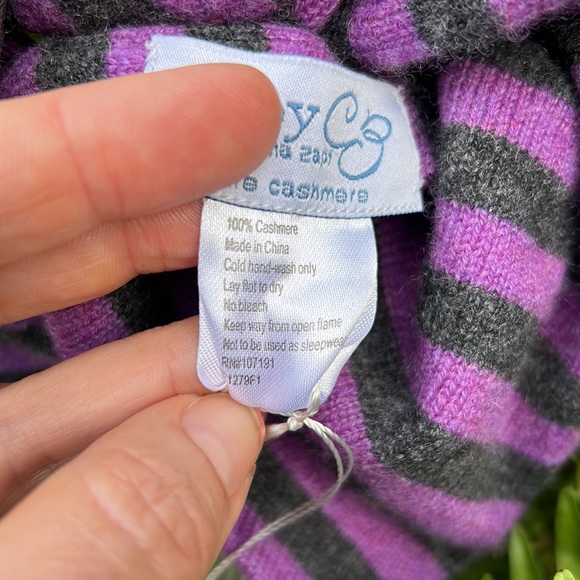 cashmere
100% Cashmere
Made in China
Cold hand-wash only
Lay flat to dry
No bleach
Keep way from open flame
Not to be used as sleepwear
RN#107191